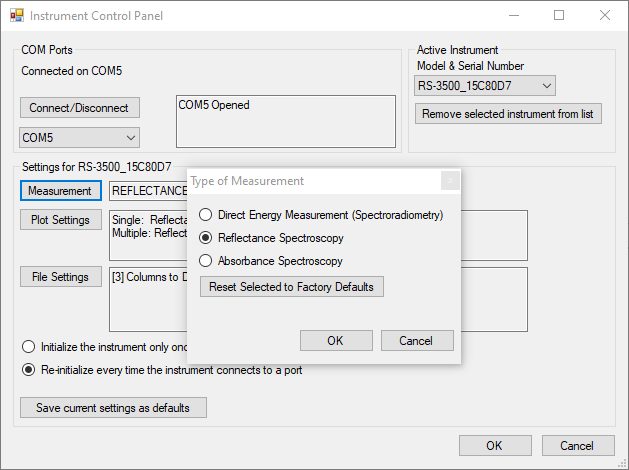 Instrument Control Panel
COM Ports
Connected on COM5
Connect/Disconnect
COM5 Opened
COM5
Active Instrument
Model & Serial Number
RS-3500_15C80D7
Remove selected instrument from list
Settings for RS-3500_15C80D7
Measurement
REFLECTANCE
Plot Settings
Single: Reflecta
Multiple: Reflect
File Settings
[3] Columns to D
Initialize the instrument only onc
Re-initialize every time the instrument connects to a port
Save current settings as defaults
OK
Cancel
Type of Measurement
Direct Energy Measurement (Spectroradiometry)
Reflectance Spectroscopy
Absorbance Spectroscopy
Reset Selected to Factory Defaults
OK
Cancel